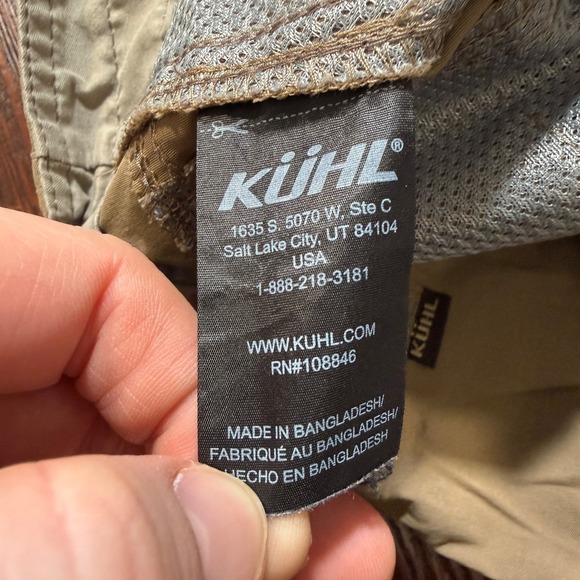 KÜHL®
1635 S. 5070 W, Ste C
Salt Lake City, UT 84104
USA
1-888-218-3181
WWW.KUHL.COM
RN#108846
MADE IN BANGLADESH/
FABRIQUÉ AU BANGLADESH/
HECHO EN BANGLADESH
KÜHL